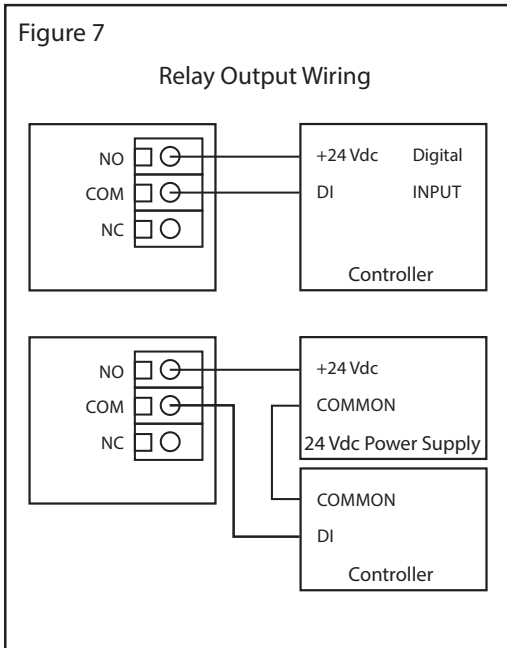 Figure 7
Relay Output Wiring
NO
COM
NC
+24 Vdc Digital
DI INPUT
Controller
NO
COM
NC
+24 Vdc
COMMON
24 Vdc Power Supply
COMMON
DI
Controller